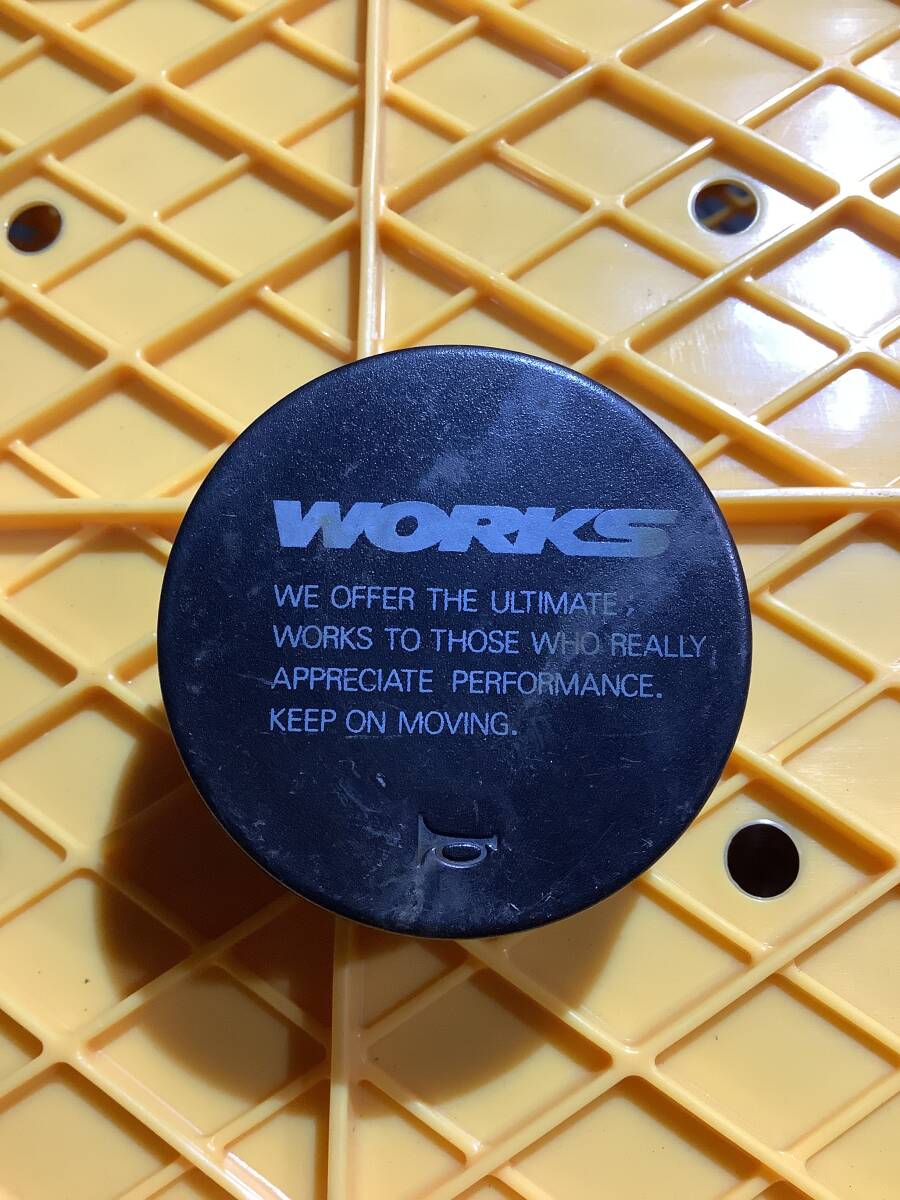 WORKS
WE OFFER THE ULTIMATE,
WORKS TO THOSE WHO REALLY
APPRECIATE PERFORMANCE.
KEEP ON MOVING.